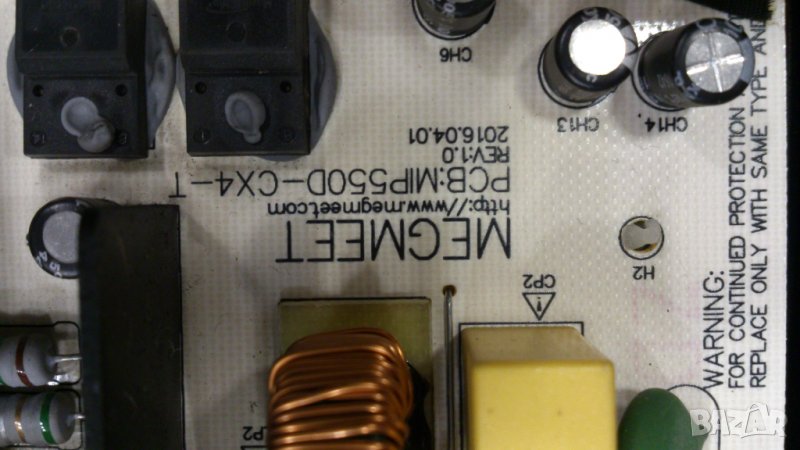 MEGMEET
http://www.megmeet.com
PCB:MIP550D-CX4-T
REV:1.0
2016.04.01
CH6
CH13
CH14
H2
CP2
WARNING:
FOR CONTINUED PROTECTION
REPLACE ONLY WITH SAME TYPE AND
BAZAR